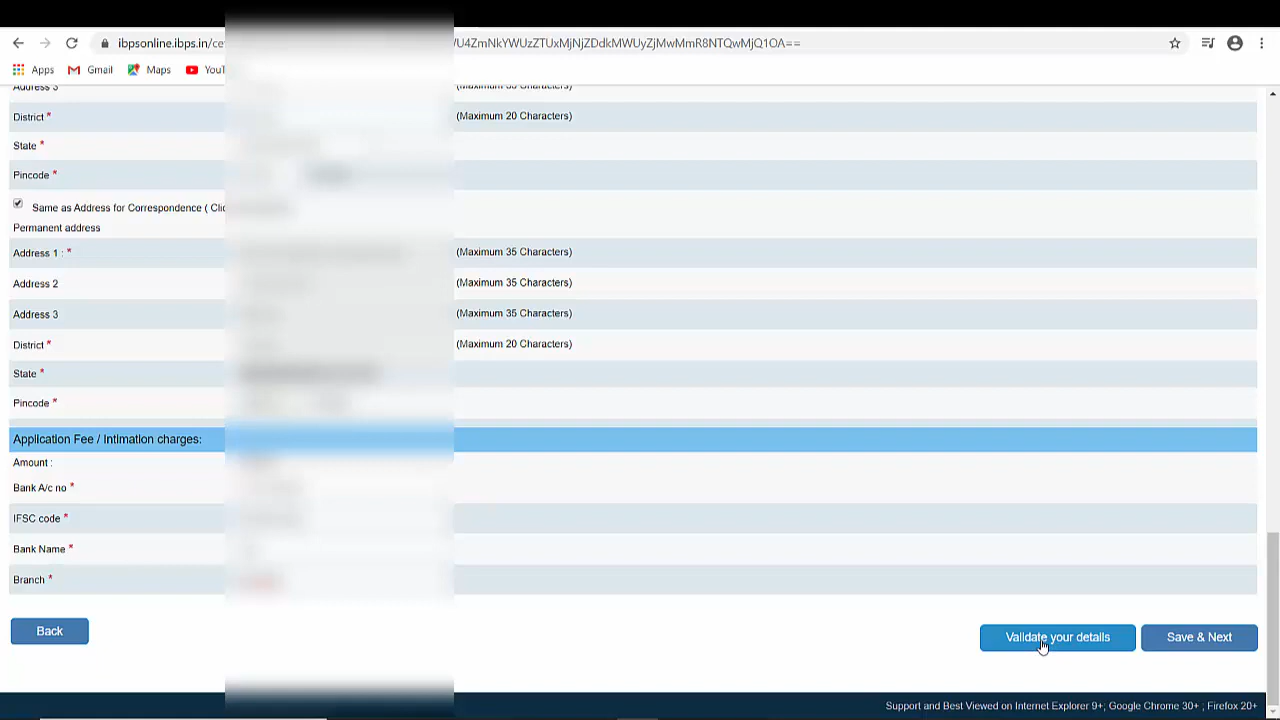 ibpsonline.ibps.in/ce
U4ZmNkYWUzZTUxMjNjZDdkMWUyZjMwMmR8NTQwMjQ1OA==
Apps Gmail Maps YouT
Address 3 (Maximum 35 Characters)
District * (Maximum 20 Characters)
State *
Pincode *
Same as Address for Correspondence ( Clic
Permanent address
Address 1 : * (Maximum 35 Characters)
Address 2 (Maximum 35 Characters)
Address 3 (Maximum 35 Characters)
District * (Maximum 20 Characters)
State *
Pincode *
Application Fee / Intimation charges:
Amount :
Bank A/c no *
IFSC code *
Bank Name *
Branch *
Back Validate your details Save & Next
Support and Best Viewed on Internet Explorer 9+; Google Chrome 30+ ; Firefox 20+